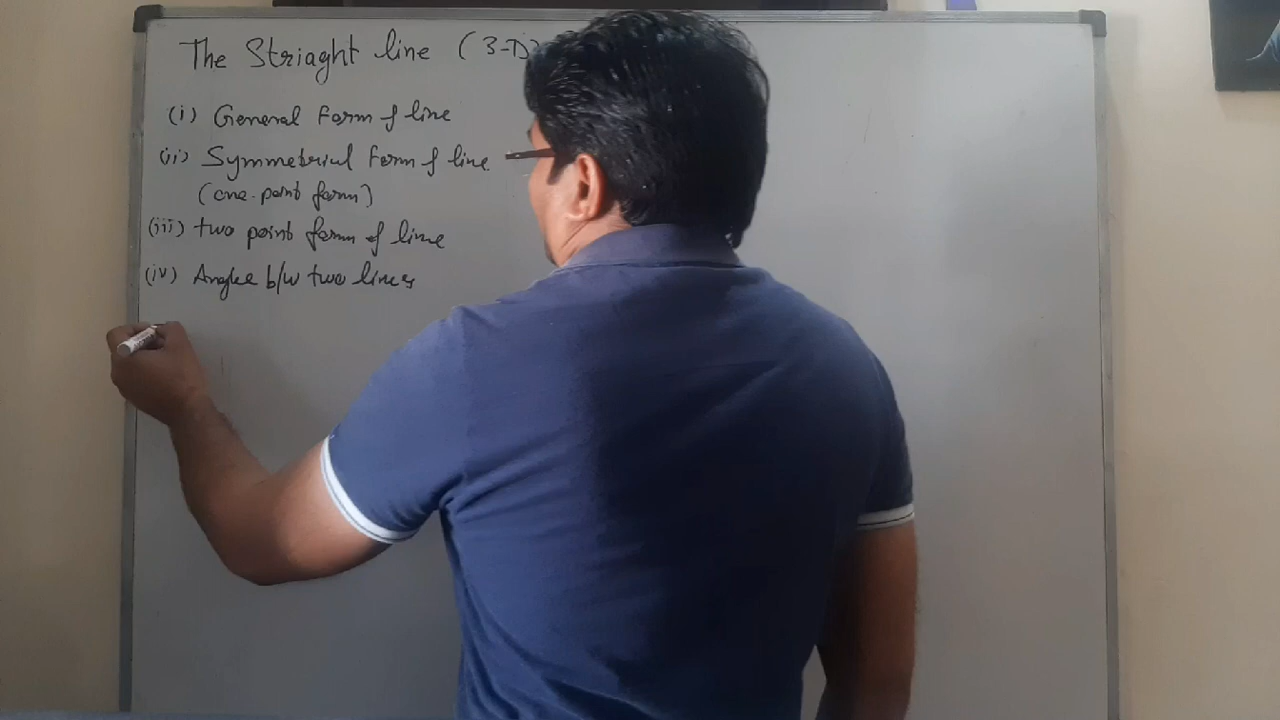 The Striaght line (3-D)
(i) General Form of line
(ii) Symmetrical Form of line
(one-point form)
(iii) two point form of line
(iv) Angle b/w two lines